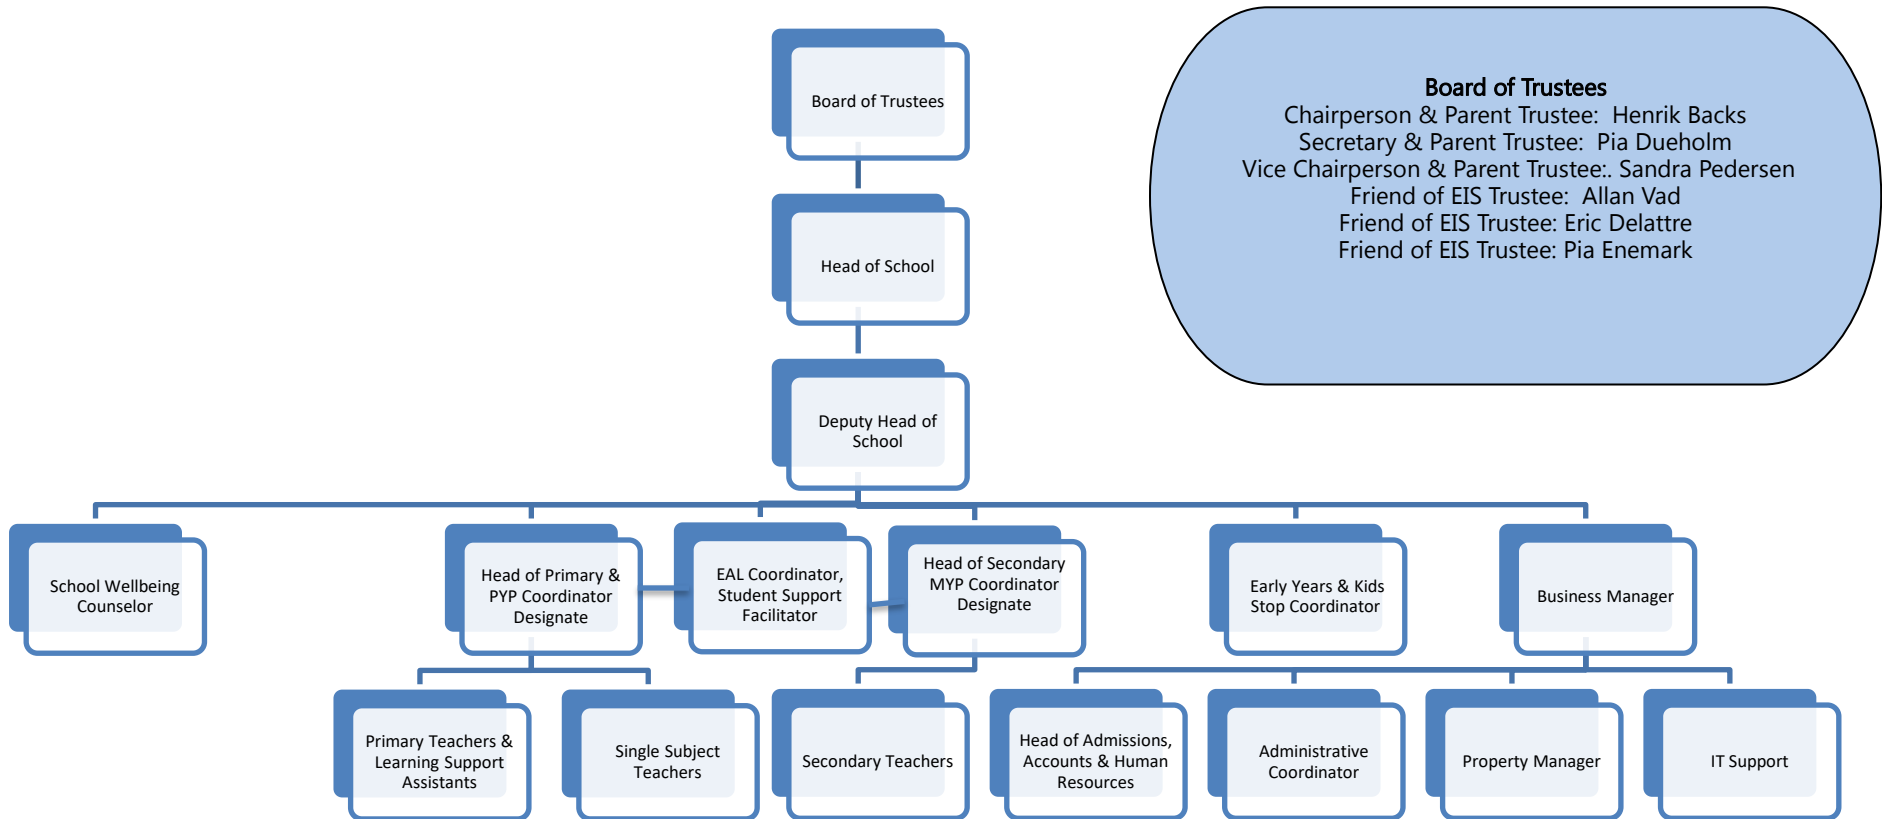 Board of Trustees
Board of Trustees
Chairperson & Parent Trustee:  Henrik Backs
Secretary & Parent Trustee:  Pia Dueholm
Vice Chairperson & Parent Trustee:. Sandra Pedersen
Friend of EIS Trustee:  Allan Vad
Friend of EIS Trustee: Eric Delattre
Friend of EIS Trustee: Pia Enemark
Head of School
Deputy Head of
School
School Wellbeing
Counselor
Head of Primary &
PYP Coordinator
Designate
EAL Coordinator,
Student Support
Facilitator
Head of Secondary
MYP Coordinator
Designate
Early Years & Kids
Stop Coordinator
Business Manager
Primary Teachers &
Learning Support
Assistants
Single Subject
Teachers
Secondary Teachers
Head of Admissions,
Accounts & Human
Resources
Administrative
Coordinator
Property Manager
IT Support